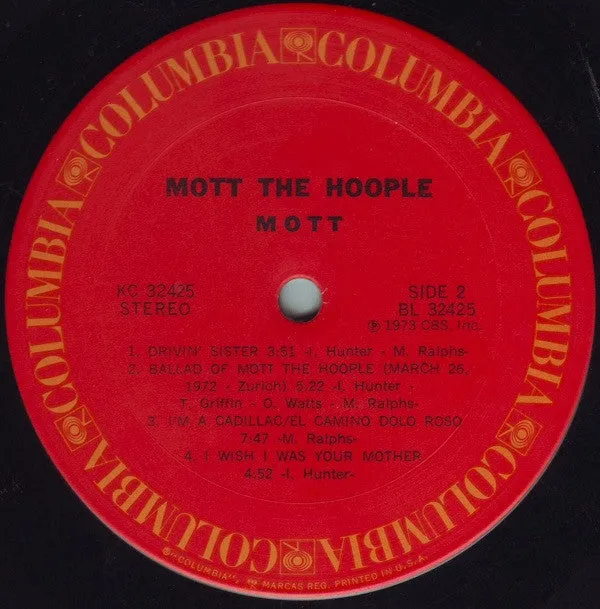 COLUMBIA COLUMBIA COLUMBIA COLUMBIA COLUMBIA COLUMBIA COLUMBIA COLUMBIA
MOTT THE HOOPLE
MOTT
KC 32425
STEREO
SIDE 2
BL 32425
℗ 1973 CBS, Inc.
1. DRIVIN' SISTER 3:51 -I. Hunter - M. Ralphs-
2. BALLAD OF MOTT THE HOOPLE (MARCH 26,
1972 - Zurich) 5:22 -I. Hunter -
T. Griffin - O. Watts - M. Ralphs-
3. I'M A CADILLAC/EL CAMINO DOLO ROSO
7:47 -M. Ralphs-
4. I WISH I WAS YOUR MOTHER
4:52 -I. Hunter-
"COLUMBIA", MARCAS REG. PRINTED IN U.S.A.